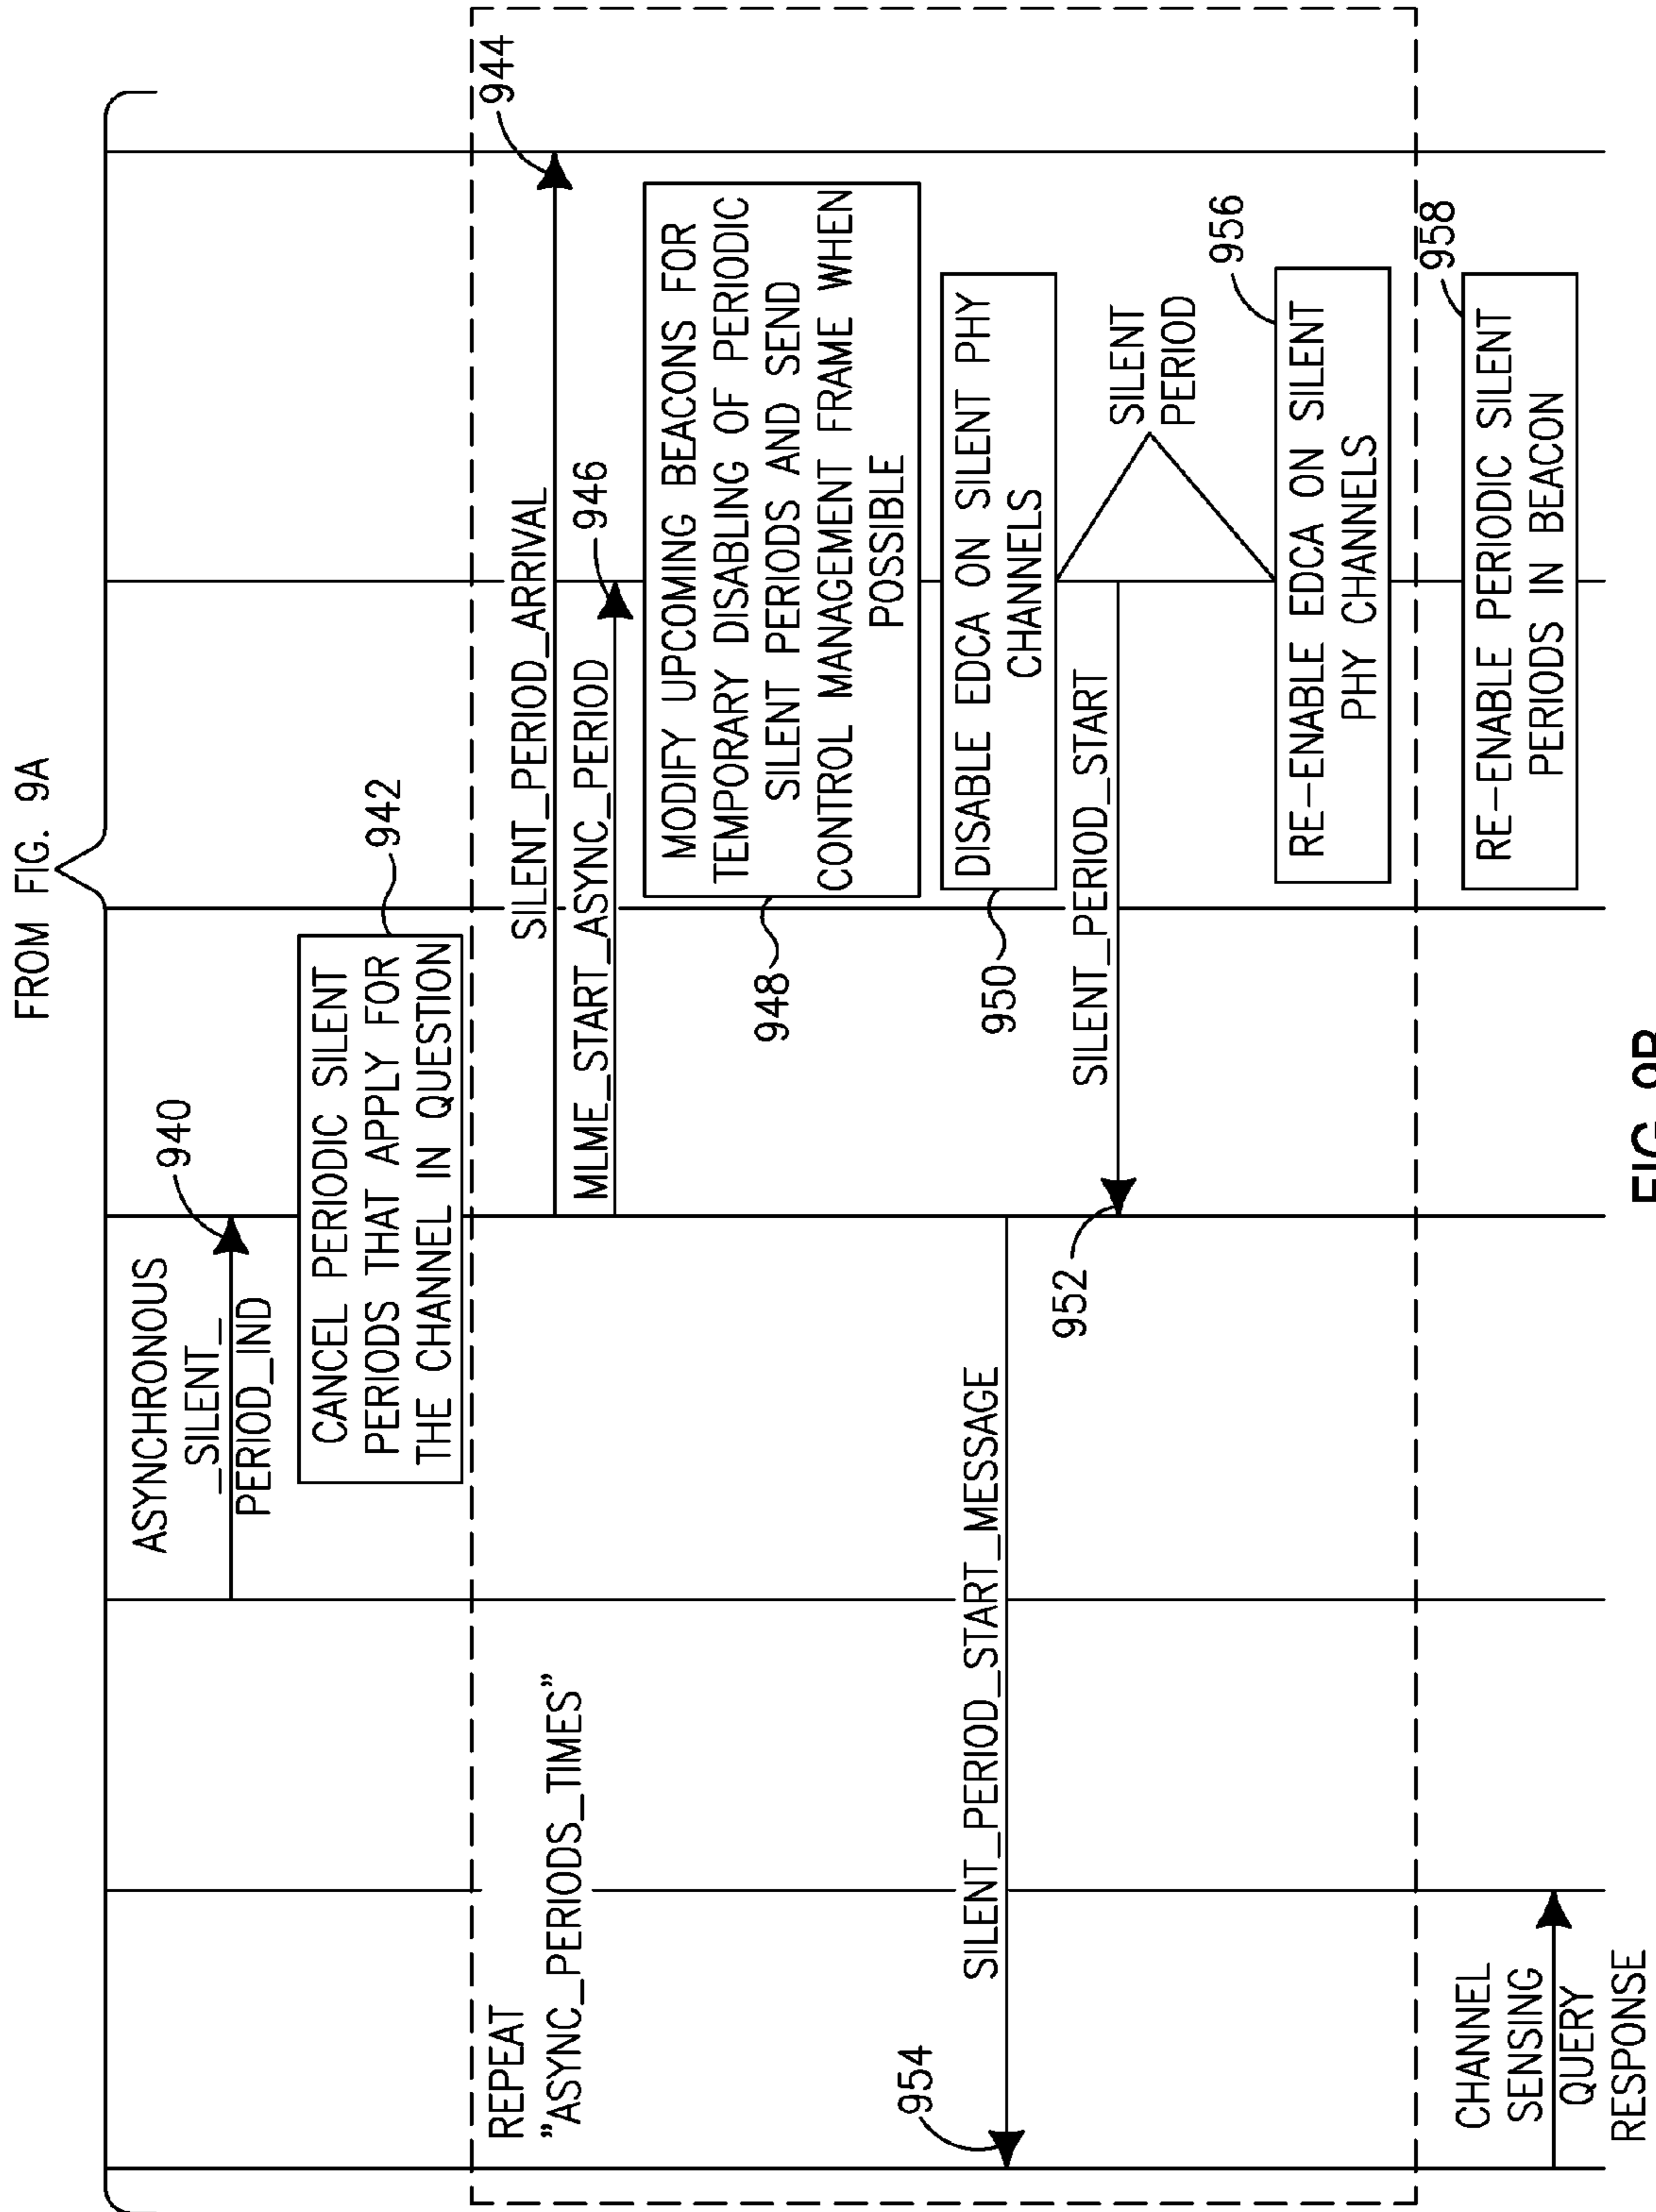 FROM FIG. 9A
ASYNCHRONOUS
_SILENT_
PERIOD_IND
940
CANCEL PERIODIC SILENT
PERIODS THAT APPLY FOR
THE CHANNEL IN QUESTION
942
REPEAT
"ASYNC_PERIODS_TIMES"
SILENT_PERIOD_ARRIVAL
944
MLME_START_ASYNC_PERIOD
946
MODIFY UPCOMING BEACONS FOR
TEMPORARY DISABLING OF PERIODIC
SILENT PERIODS AND SEND
CONTROL MANAGEMENT FRAME WHEN
POSSIBLE
948
DISABLE EDCA ON SILENT PHY
CHANNELS
950
SILENT_PERIOD_START_MESSAGE
954
SILENT_PERIOD_START
952
SILENT
PERIOD
RE-ENABLE EDCA ON SILENT
PHY CHANNELS
956
RE-ENABLE PERIODIC SILENT
PERIODS IN BEACON
958
CHANNEL
SENSING
QUERY
RESPONSE
FIG. 9B